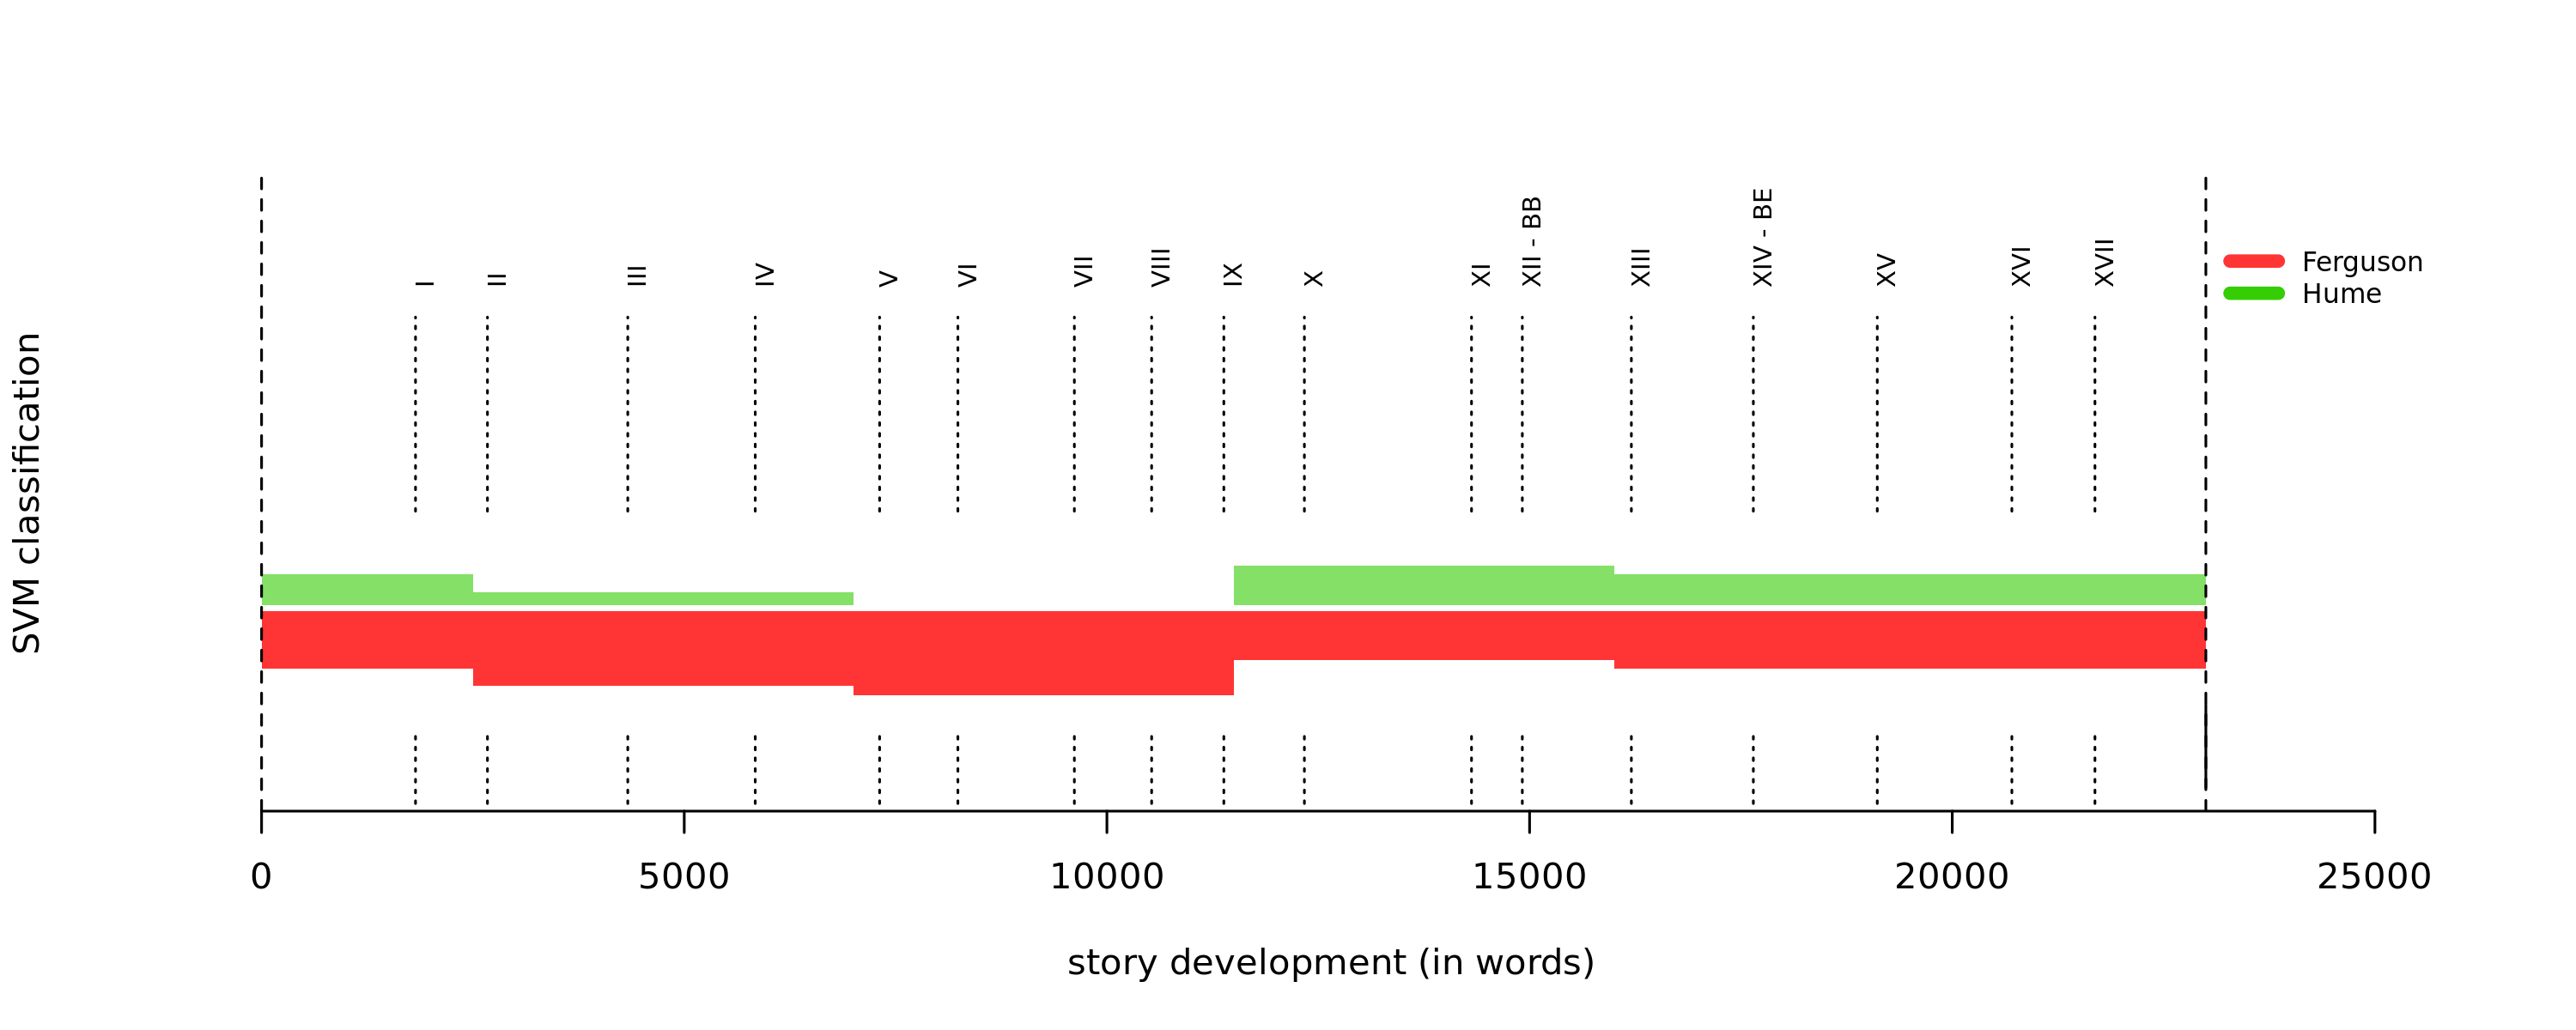 I
II
III
IV
V
VI
VII
VIII
IX
X
XI
XII - BB
XIII
XIV - BE
XV
XVI
XVII
Ferguson
Hume
SVM classification
0
5000
10000
15000
20000
25000
story development (in words)